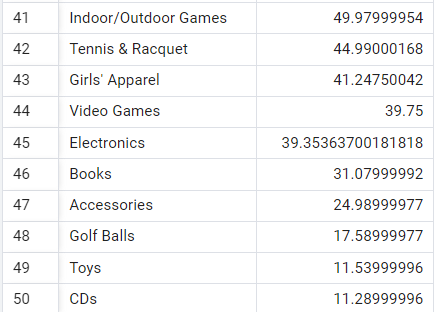 41 Indoor/Outdoor Games 49.97999954
42 Tennis & Racquet 44.99000168
43 Girls' Apparel 41.24750042
44 Video Games 39.75
45 Electronics 39.35363700181818
46 Books 31.07999992
47 Accessories 24.98999977
48 Golf Balls 17.58999977
49 Toys 11.53999996
50 CDs 11.28999996